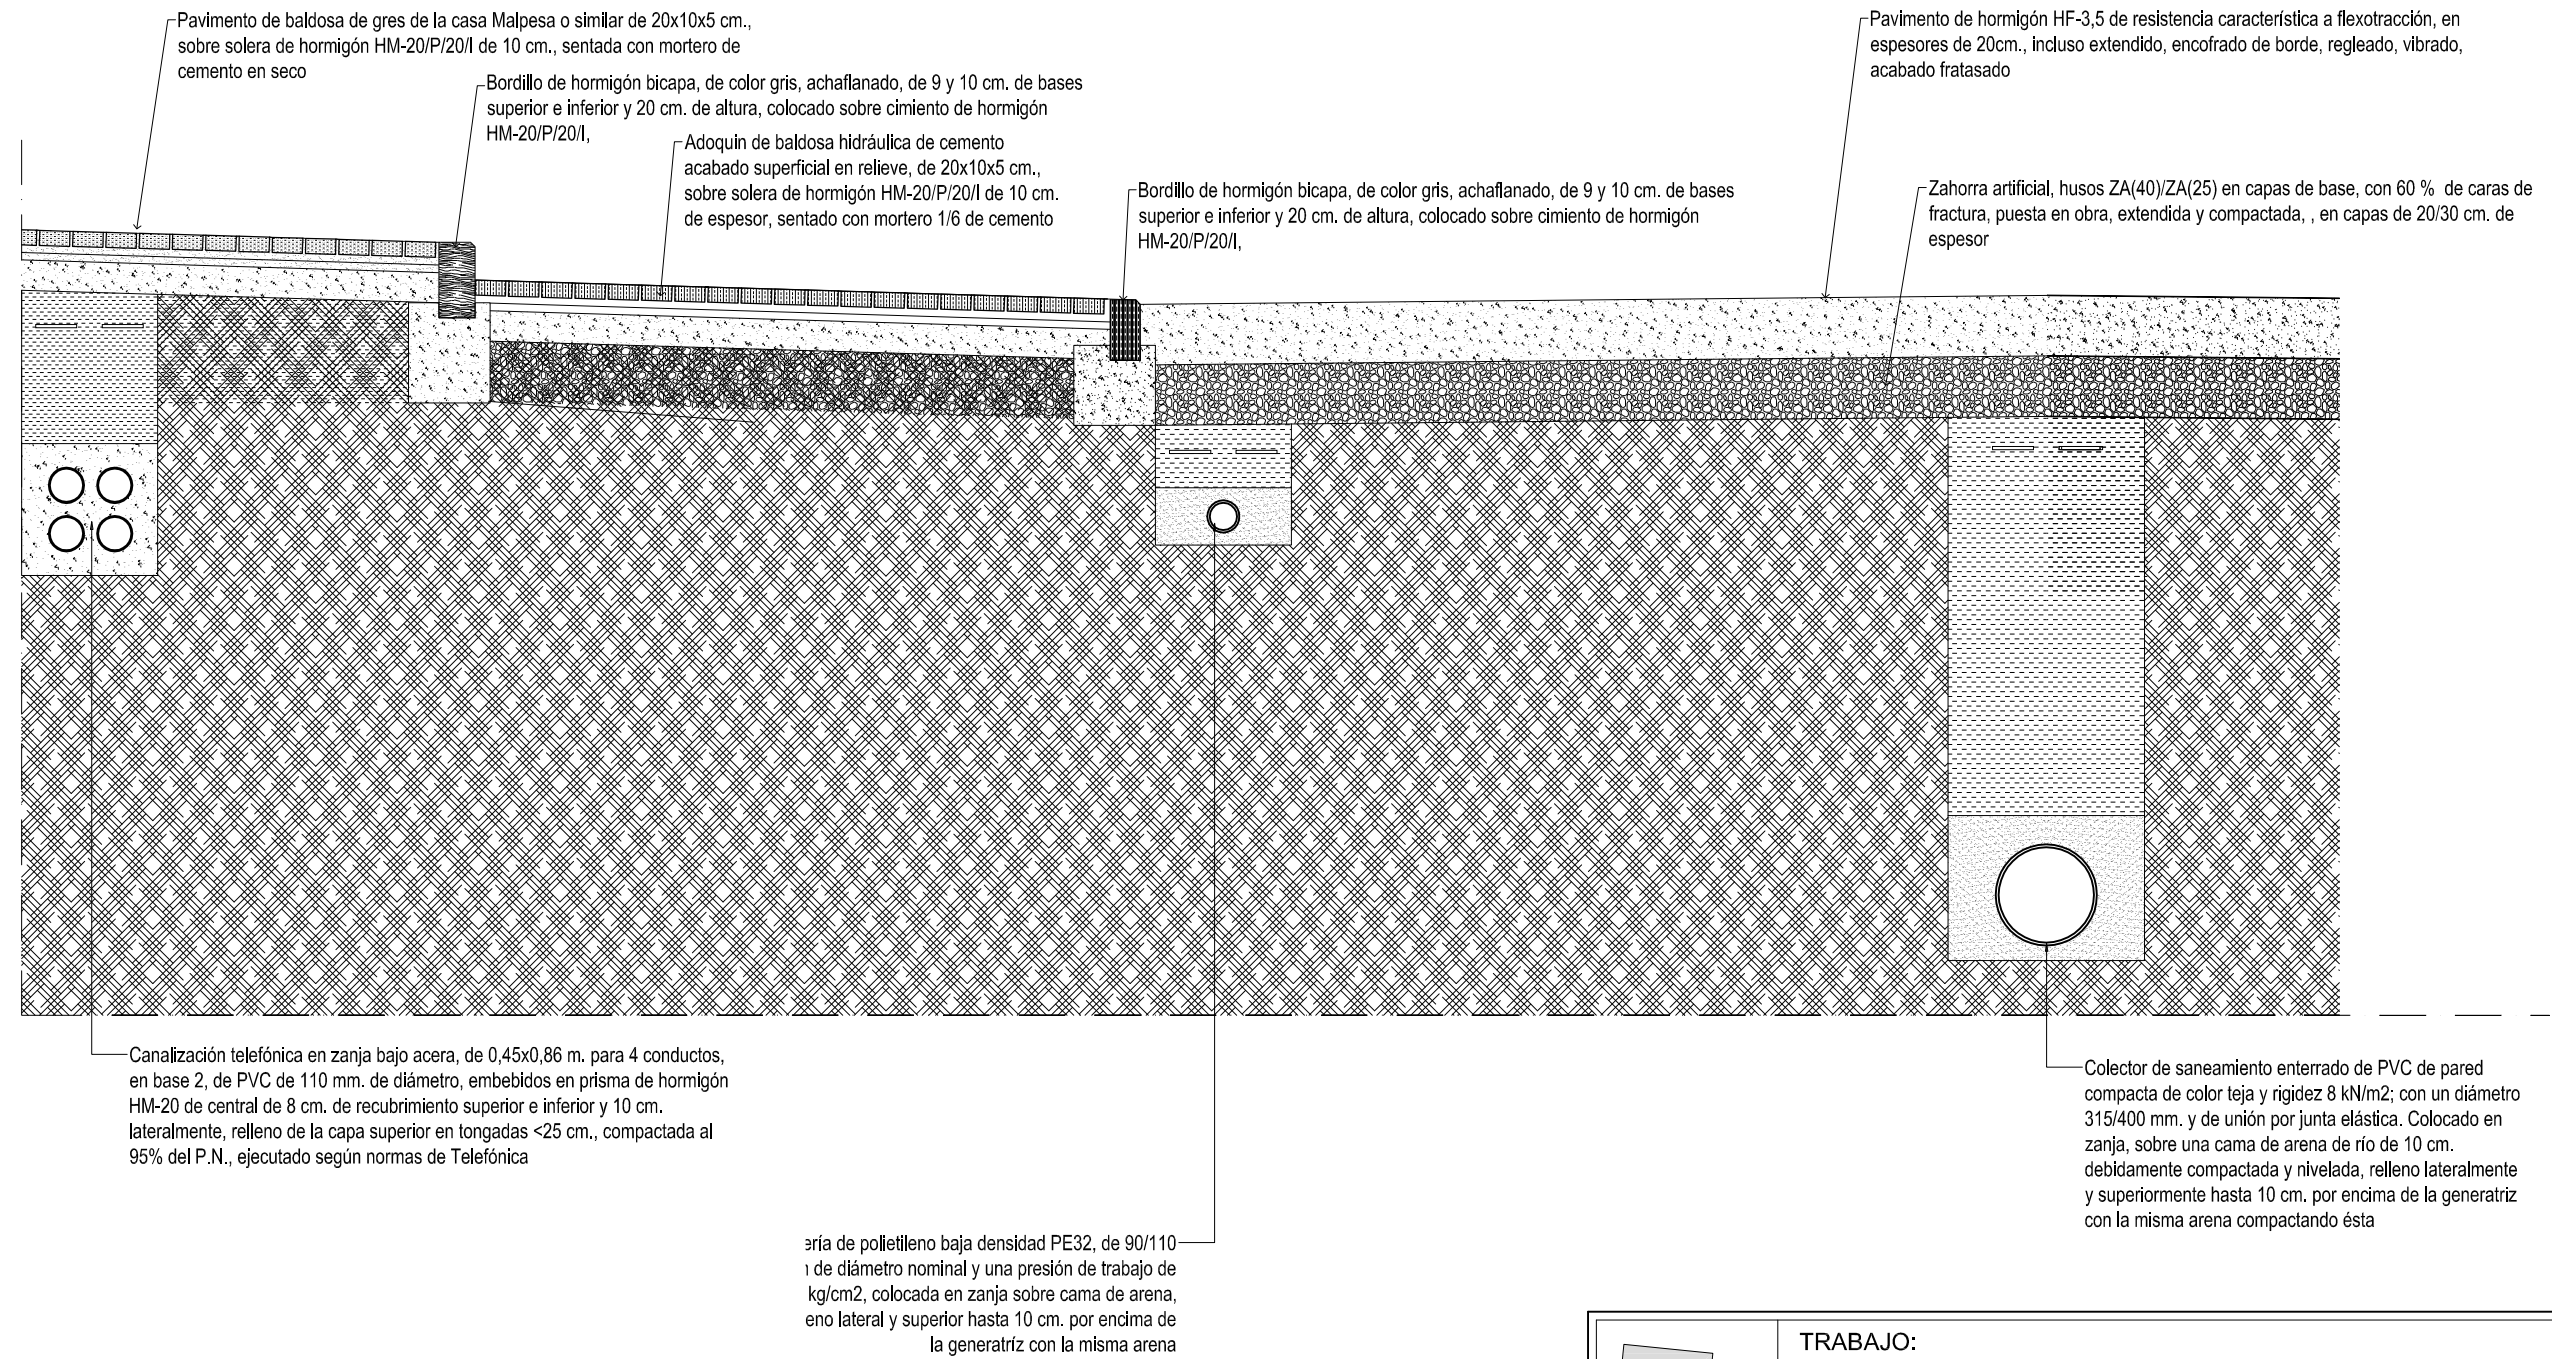 Pavimento de baldosa de gres de la casa Malpesa o similar de 20x10x5 cm.,
sobre solera de hormigón HM-20/P/20/I de 10 cm., sentada con mortero de
cemento en seco
Bordillo de hormigón bicapa, de color gris, achaflanado, de 9 y 10 cm. de bases
superior e inferior y 20 cm. de altura, colocado sobre cimiento de hormigón
HM-20/P/20/I,
Adoquin de baldosa hidráulica de cemento
acabado superficial en relieve, de 20x10x5 cm.,
sobre solera de hormigón HM-20/P/20/I de 10 cm.
de espesor, sentado con mortero 1/6 de cemento
Bordillo de hormigón bicapa, de color gris, achaflanado, de 9 y 10 cm. de bases
superior e inferior y 20 cm. de altura, colocado sobre cimiento de hormigón
HM-20/P/20/I,
Pavimento de hormigón HF-3,5 de resistencia característica a flexotracción, en
espesores de 20cm., incluso extendido, encofrado de borde, regleado, vibrado,
acabado fratasado
Zahorra artificial, husos ZA(40)/ZA(25) en capas de base, con 60 % de caras de
fractura, puesta en obra, extendida y compactada, , en capas de 20/30 cm. de
espesor
Canalización telefónica en zanja bajo acera, de 0,45x0,86 m. para 4 conductos,
en base 2, de PVC de 110 mm. de diámetro, embebidos en prisma de hormigón
HM-20 de central de 8 cm. de recubrimiento superior e inferior y 10 cm.
lateralmente, relleno de la capa superior en tongadas <25 cm., compactada al
95% del P.N., ejecutado según normas de Telefónica
ería de polietileno baja densidad PE32, de 90/110
de diámetro nominal y una presión de trabajo de
kg/cm2, colocada en zanja sobre cama de arena,
eno lateral y superior hasta 10 cm. por encima de
la generatríz con la misma arena
Colector de saneamiento enterrado de PVC de pared
compacta de color teja y rigidez 8 kN/m2; con un diámetro
315/400 mm. y de unión por junta elástica. Colocado en
zanja, sobre una cama de arena de río de 10 cm.
debidamente compactada y nivelada, relleno lateralmente
y superiormente hasta 10 cm. por encima de la generatriz
con la misma arena compactando ésta
TRABAJO: